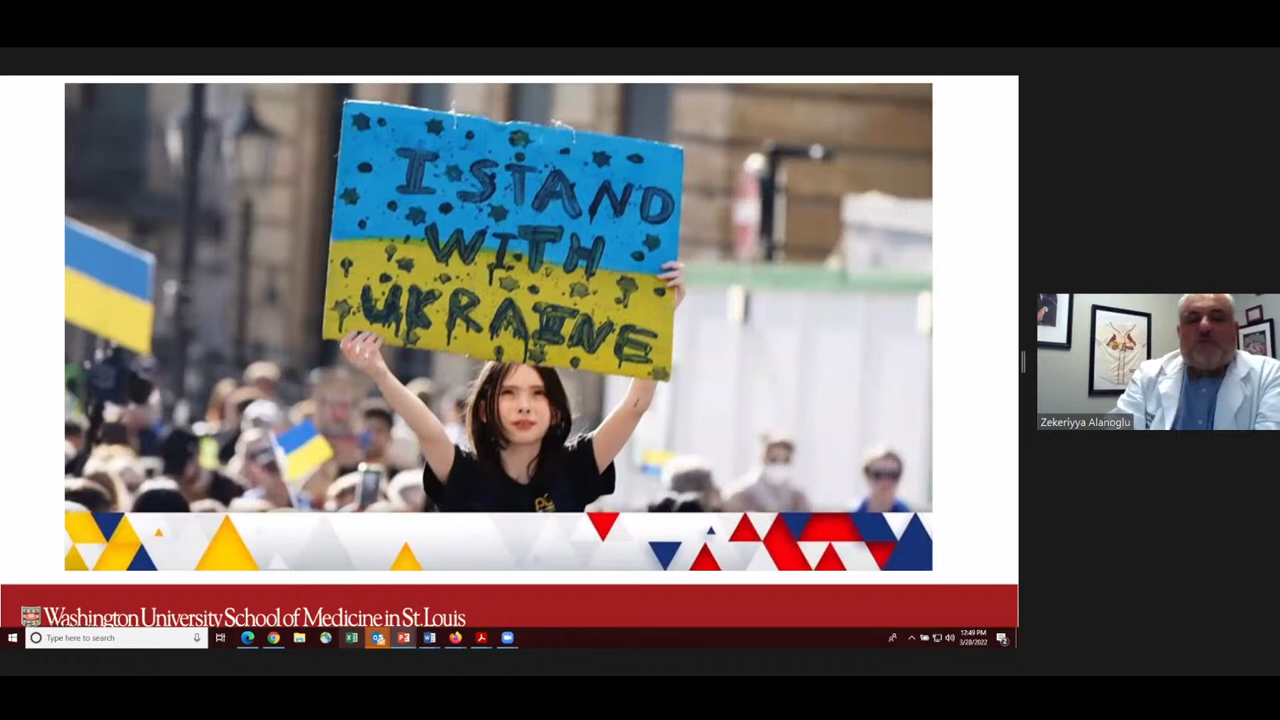 I STAND
WITH
UKRAINE
Zekeriyya Alanoglu
Washington University School of Medicine in St. Louis
Type here to search
12:49 PM
3/28/2022